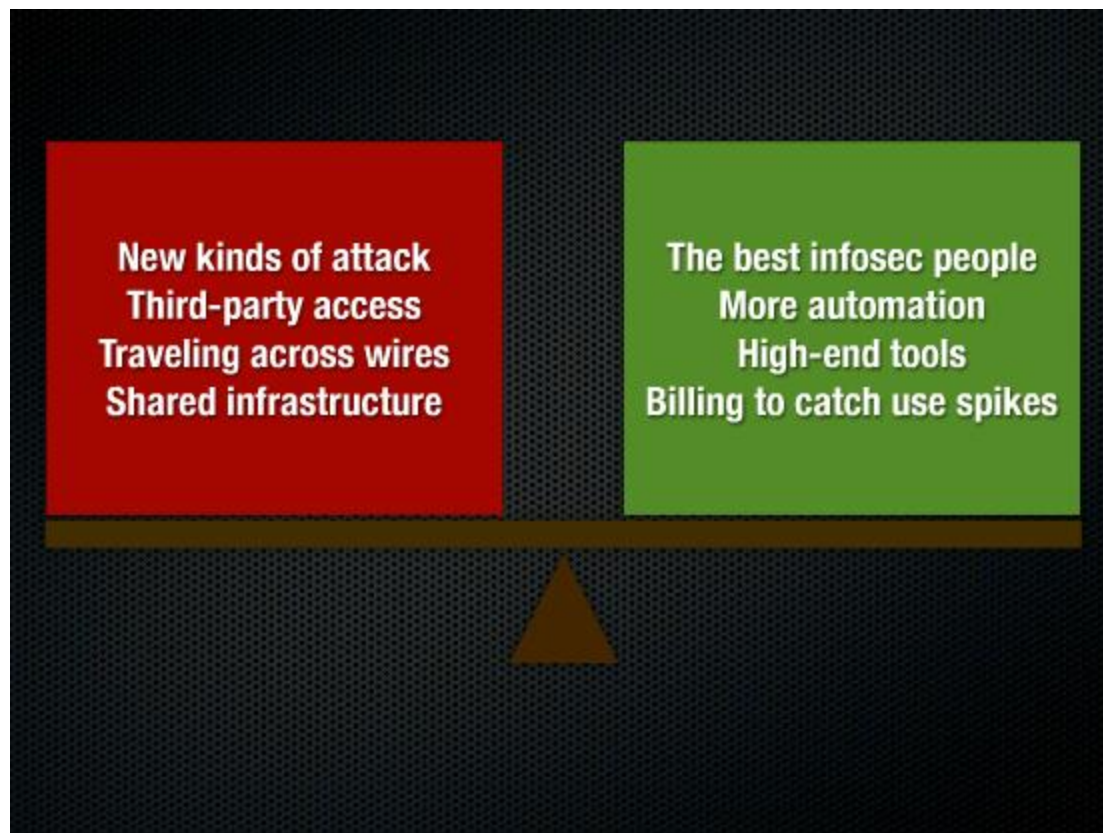 New kinds of attack
Third-party access
Traveling across wires
Shared infrastructure
The best infosec people
More automation
High-end tools
Billing to catch use spikes